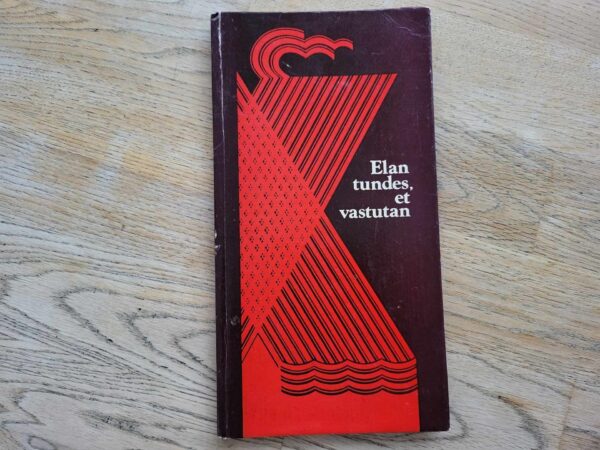 Elan
tundes,
et
vastutan